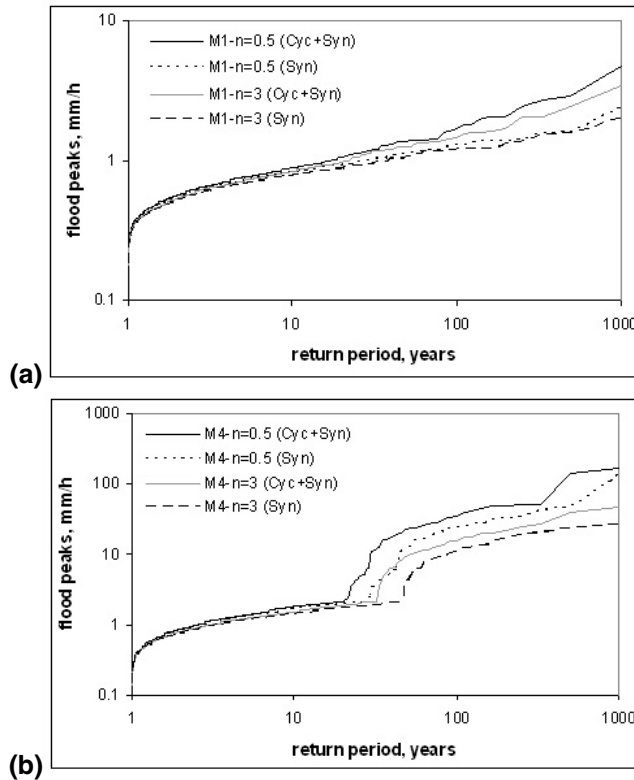 10
M1-n=0.5 (Cyc+Syn)
M1-n=0.5 (Syn)
M1-n=3 (Cyc+Syn)
M1-n=3 (Syn)
flood peaks, mm/h
1
0.1
1 10 100 1000
return period, years
(a)
1000
M4-n=0.5 (Cyc+Syn)
M4-n=0.5 (Syn)
M4-n=3 (Cyc+Syn)
M4-n=3 (Syn)
flood peaks, mm/h
100
10
1
0.1
1 10 100 1000
return period, years
(b)